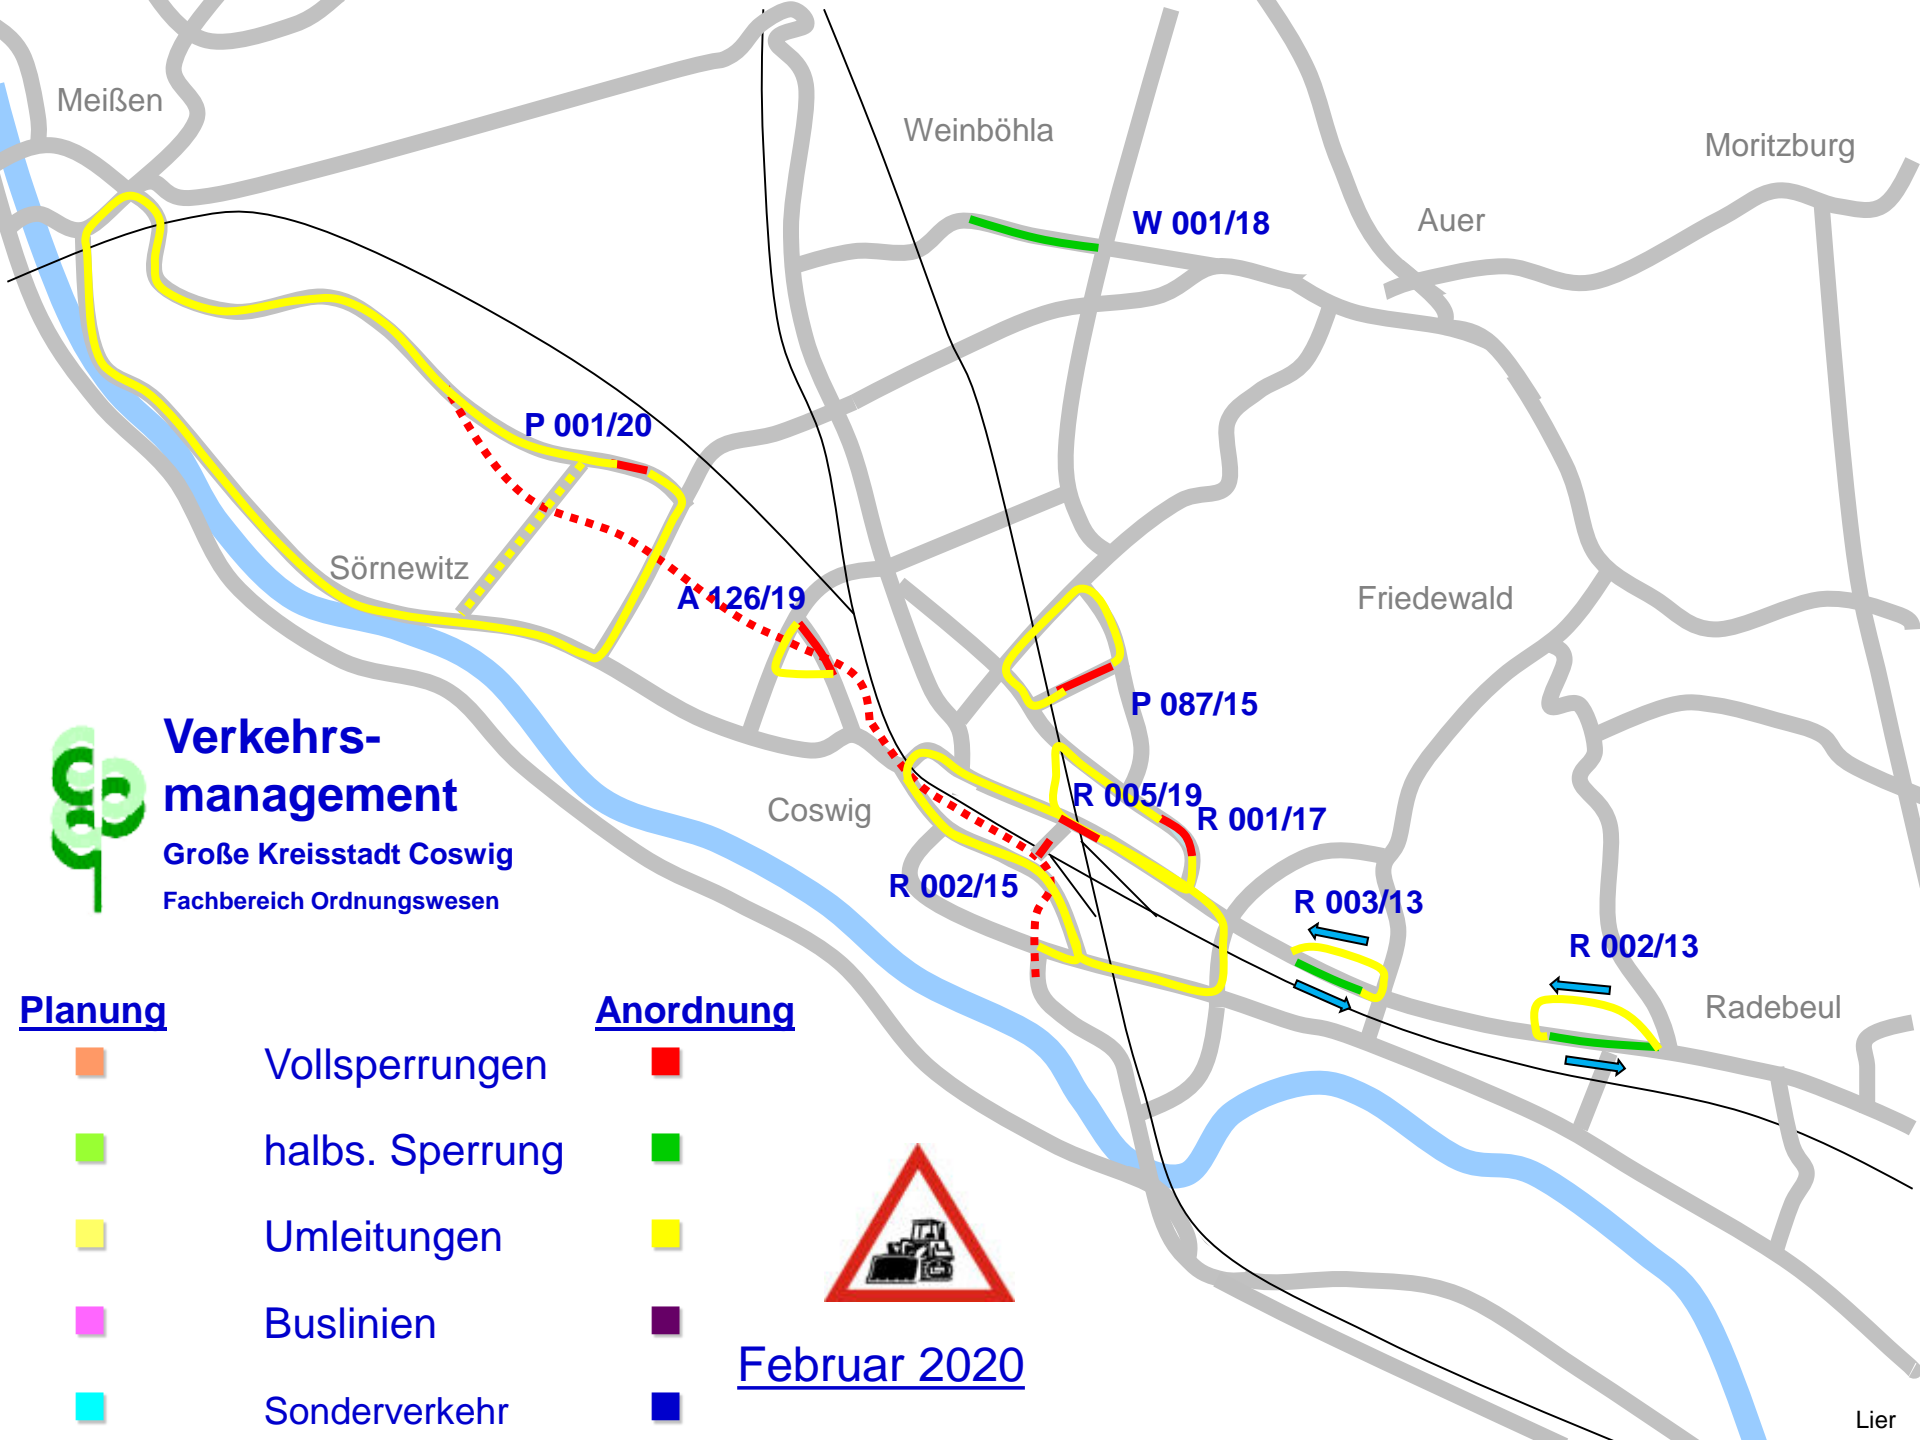 Meißen
Weinböhla
Moritzburg
Auer
W 001/18
P 001/20
Sörnewitz
A 126/19
Friedewald
P 087/15
Verkehrs-
management
Große Kreisstadt Coswig
Fachbereich Ordnungswesen
Coswig
R 005/19
R 001/17
R 002/15
R 003/13
R 002/13
Radebeul
Planung
Anordnung
Vollsperrungen
halbs. Sperrung
Umleitungen
Buslinien
Sonderverkehr
Februar 2020
Lier